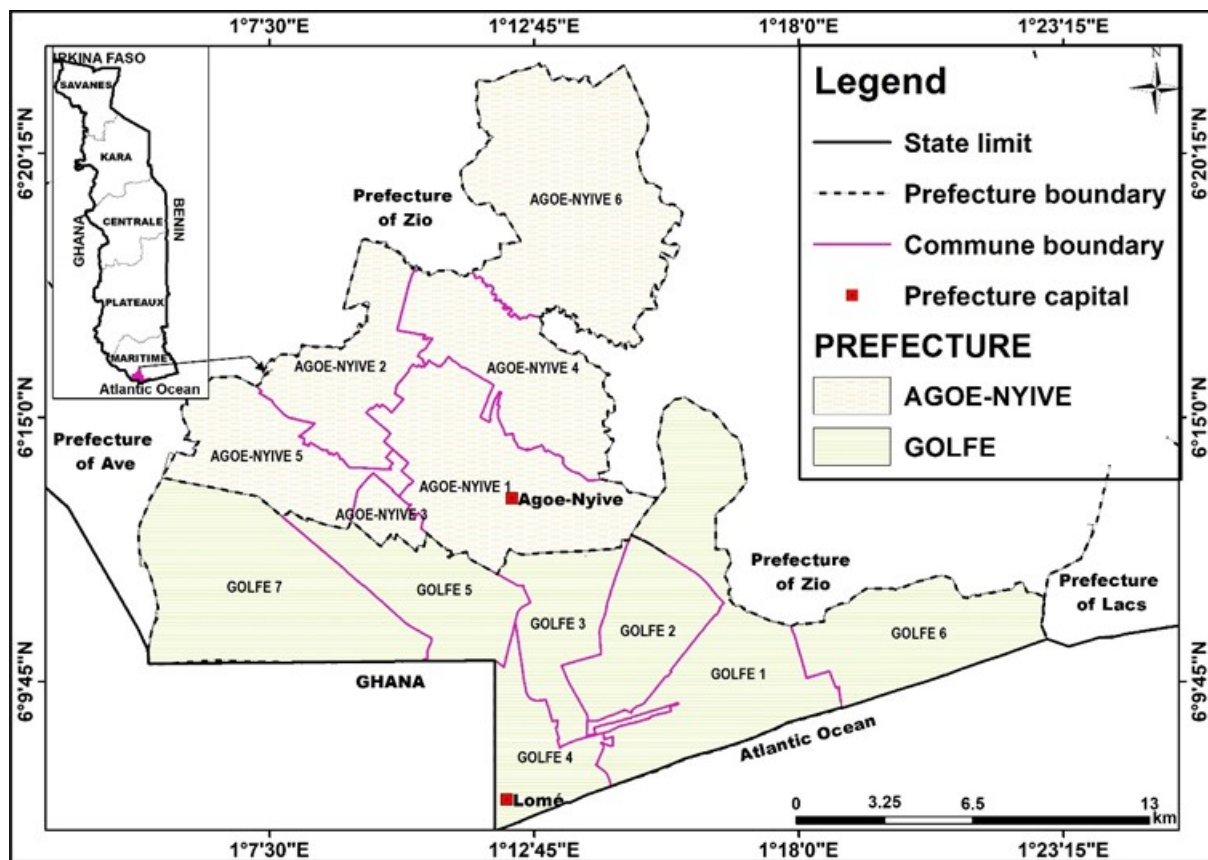 1°7'30"E 1°12'45"E 1°18'0"E 1°23'15"E
6°20'15"N
6°15'0"N
6°9'45"N
IRKINA FASO
SAVANES
KARA
CENTRALE
GHANA
BENIN
PLATEAUX
MARITIME
Atlantic Ocean
N
Legend
State limit
Prefecture boundary
Commune boundary
Prefecture capital
PREFECTURE
AGOE-NYIVE
GOLFE
6°20'15"N
6°15'0"N
6°9'45"N
Prefecture
of Zio
AGOE-NYIVE 6
AGOE-NYIVE 2
AGOE-NYIVE 4
Prefecture
of Ave
AGOE-NYIVE 5
AGOE-NYIVE 1
Agoe-Nyive
AGOE-NYIVE 3
GOLFE 7
GOLFE 5
GOLFE 3
GOLFE 2
Prefecture
of Zio
Prefecture
of Lacs
GOLFE 6
GOLFE 1
GHANA
Atlantic Ocean
GOLFE 4
Lomé
0 3.25 6.5 13
km
1°7'30"E 1°12'45"E 1°18'0"E 1°23'15"E